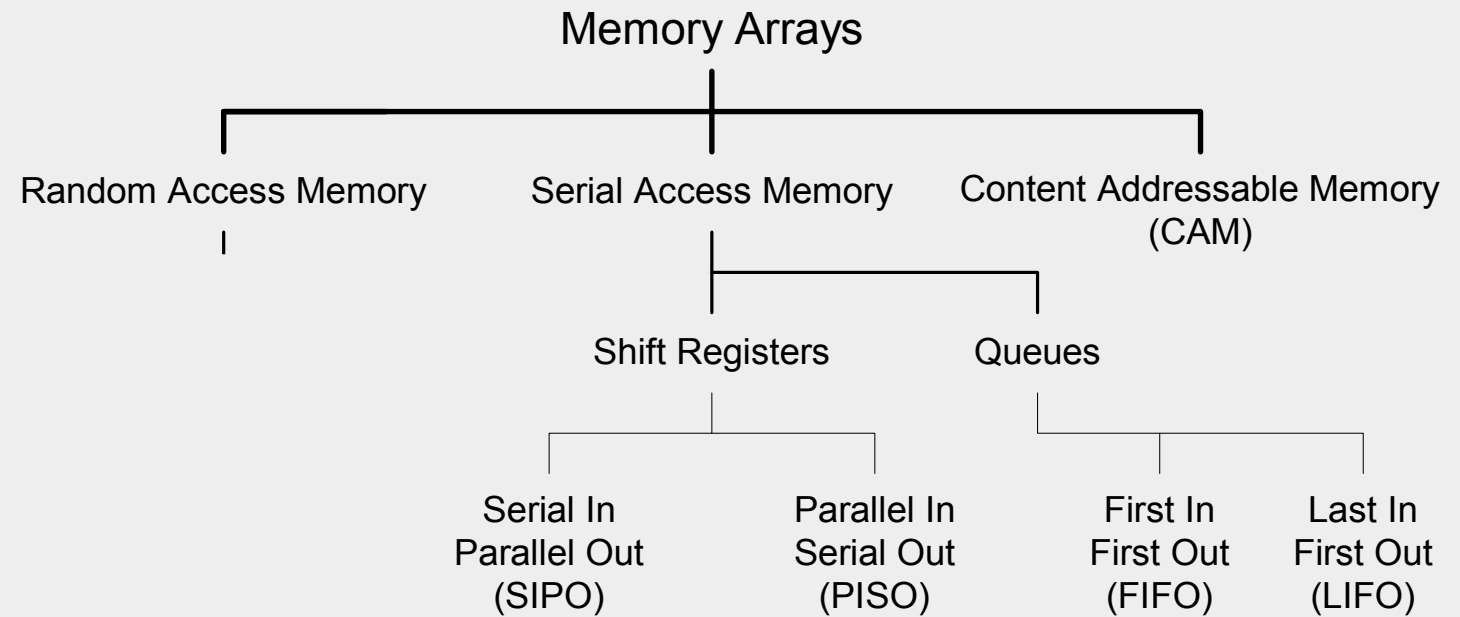 Memory Arrays
Random Access Memory
Serial Access Memory
Content Addressable Memory
(CAM)
Shift Registers
Queues
Serial In
Parallel Out
(SIPO)
Parallel In
Serial Out
(PISO)
First In
First Out
(FIFO)
Last In
First Out
(LIFO)